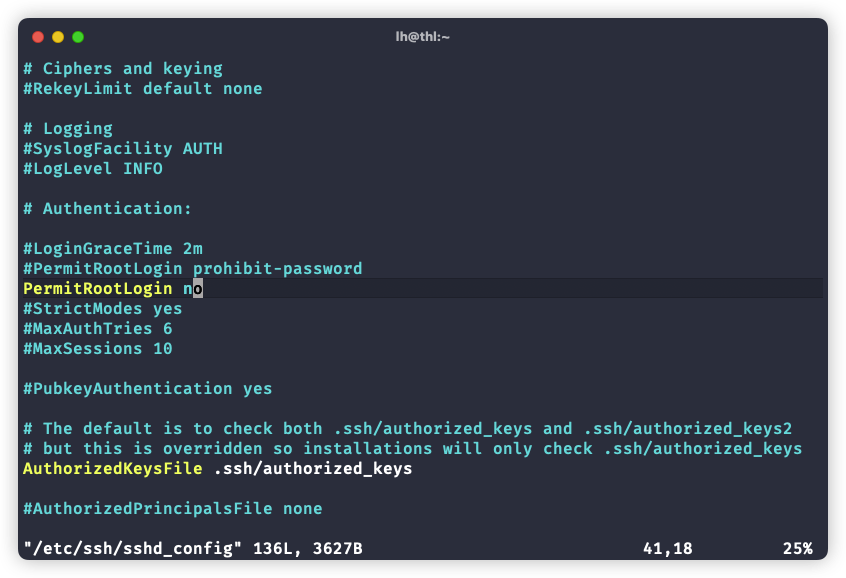 lh@thl:~
# Ciphers and keying
#RekeyLimit default none
# Logging
#SyslogFacility AUTH
#LogLevel INFO
# Authentication:
#LoginGraceTime 2m
#PermitRootLogin prohibit-password
PermitRootLogin no
#StrictModes yes
#MaxAuthTries 6
#MaxSessions 10
#PubkeyAuthentication yes
# The default is to check both .ssh/authorized_keys and .ssh/authorized_keys2
# but this is overridden so installations will only check .ssh/authorized_keys
AuthorizedKeysFile .ssh/authorized_keys
#AuthorizedPrincipalsFile none
"/etc/ssh/sshd_config" 136L, 3627B 41,18 25%